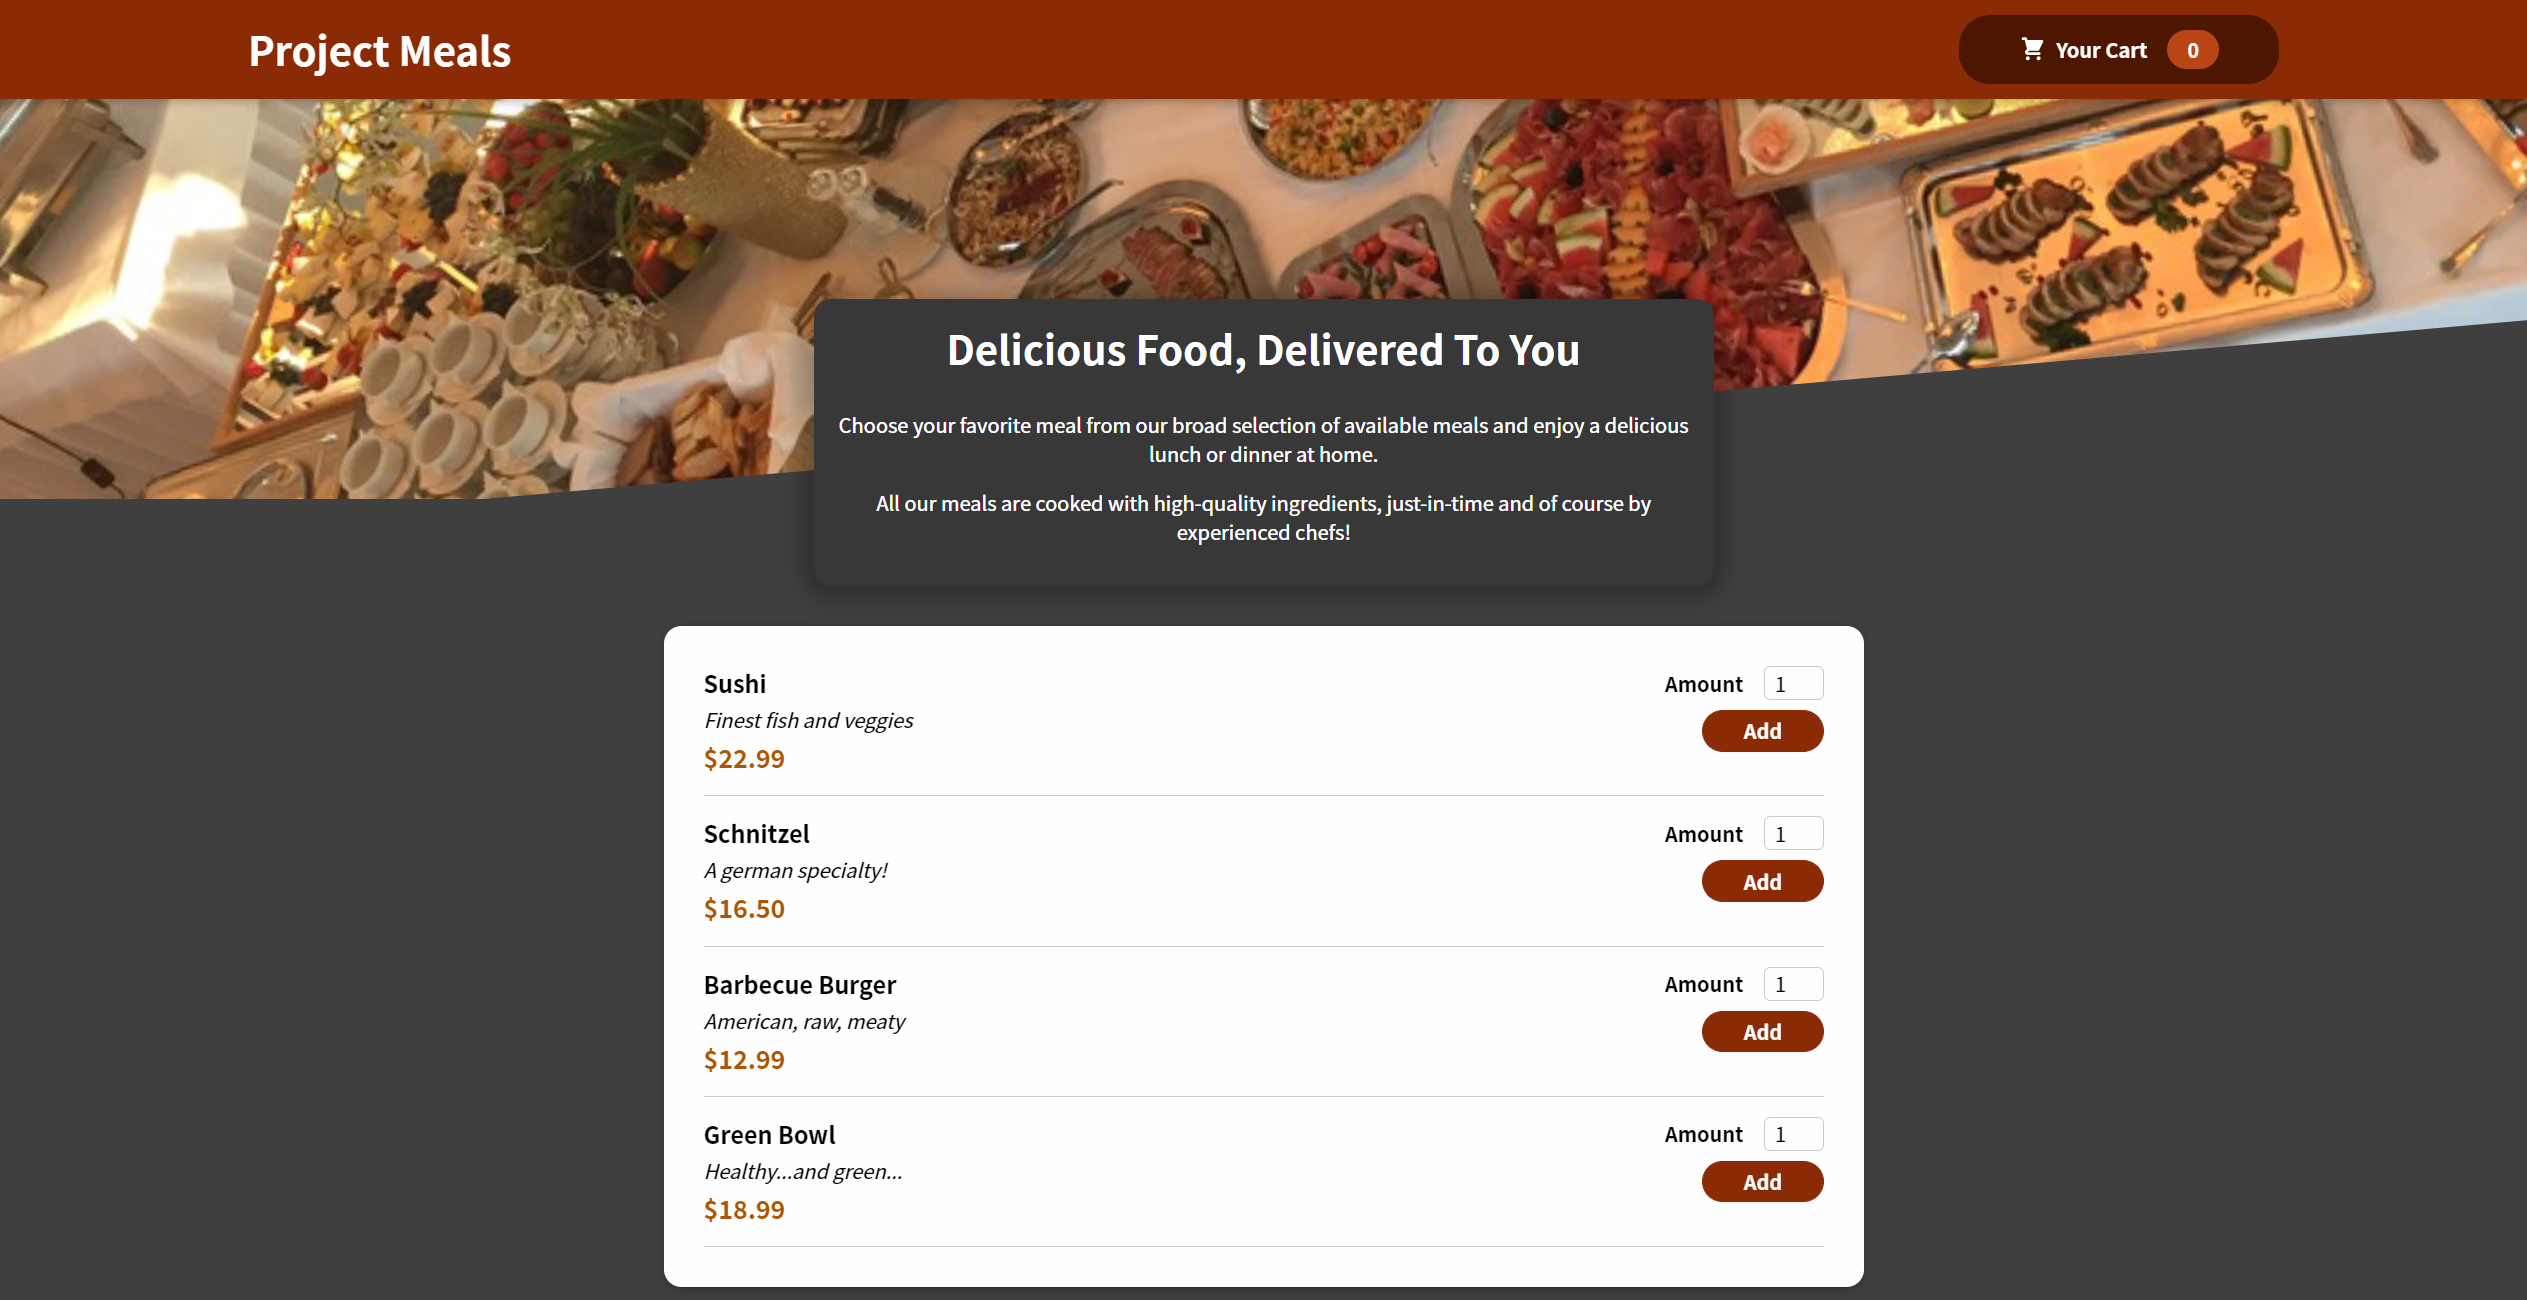 Project Meals
Your Cart 0
Delicious Food, Delivered To You
Choose your favorite meal from our broad selection of available meals and enjoy a delicious
lunch or dinner at home.
All our meals are cooked with high-quality ingredients, just-in-time and of course by
experienced chefs!
Sushi
Finest fish and veggies
$22.99
Amount 1
Add
Schnitzel
A german specialty!
$16.50
Amount 1
Add
Barbecue Burger
American, raw, meaty
$12.99
Amount 1
Add
Green Bowl
Healthy...and green...
$18.99
Amount 1
Add